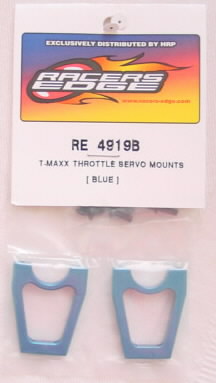 EXCLUSIVELY DISTRIBUTED BY HRP
RACERS
EDGE
www.racers-edge.com
RE 4919B
T-MAXX THROTTLE SERVO MOUNTS
[ BLUE ]